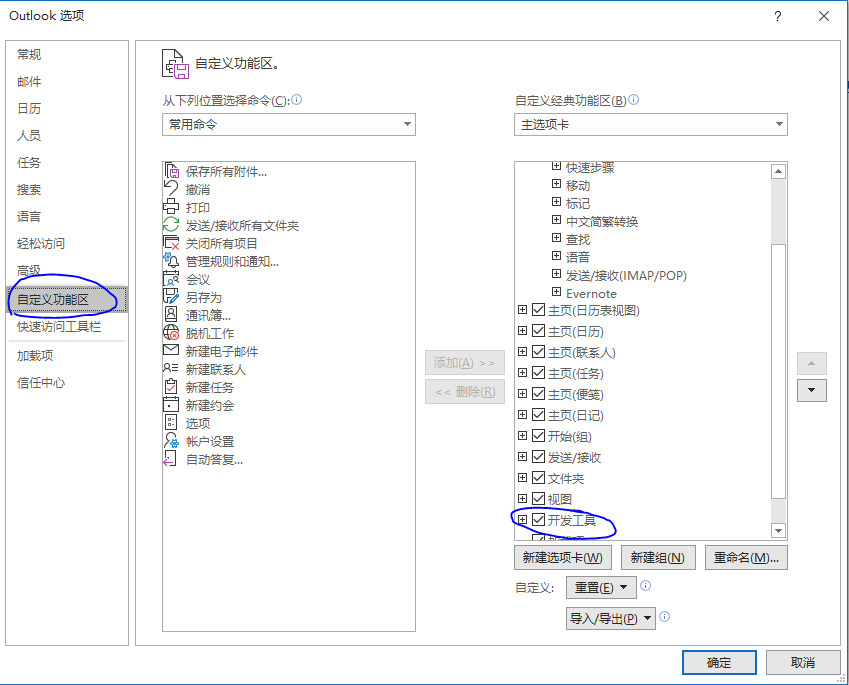 Outlook 选项
?
常规
邮件
日历
人员
任务
搜索
语言
轻松访问
高级
自定义功能区
快速访问工具栏
加载项
信任中心
自定义功能区。
从下列位置选择命令(C):
常用命令
保存所有附件...
撤消
打印
发送/接收所有文件夹
关闭所有项目
管理规则和通知...
会议
另存为
通讯簿...
脱机工作
新建电子邮件
新建联系人
新建任务
新建约会
选项
帐户设置
自动答复...
添加(A) >>
<< 删除(R)
自定义经典功能区(B)
主选项卡
快速步骤
移动
标记
中文简繁转换
查找
语音
发送/接收(IMAP/POP)
Evernote
主页(日历表视图)
主页(日历)
主页(联系人)
主页(任务)
主页(便笺)
主页(日记)
开始(组)
发送/接收
文件夹
视图
开发工具
新建选项卡(W)
新建组(N)
重命名(M)...
自定义:
重置(E)
导入/导出(P)
确定
取消